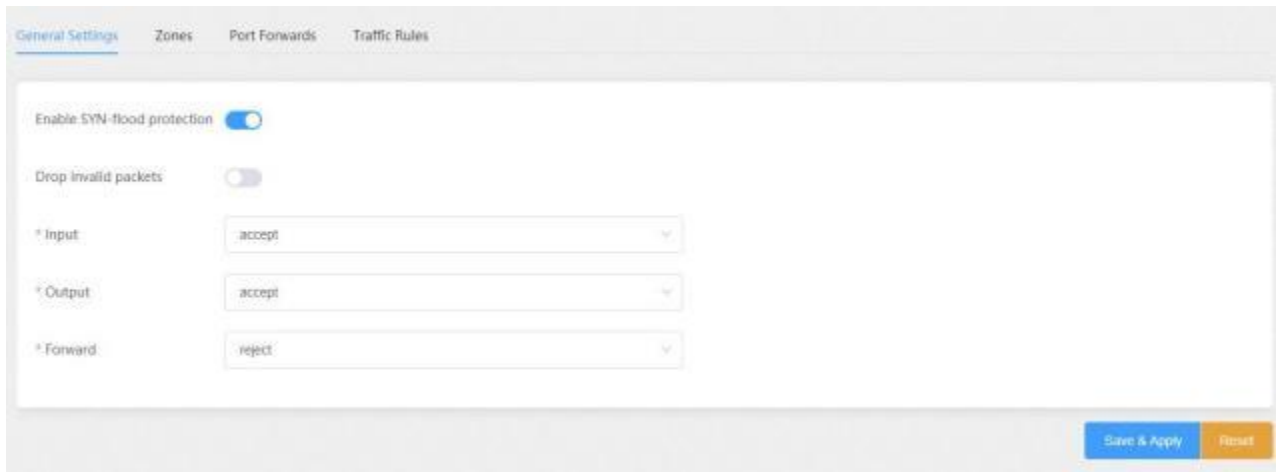 General Settings Zones Port Forwards Traffic Rules
Enable SYN-flood protection
Drop invalid packets
* Input accept
* Output accept
* Forward reject
Save & Apply Reset